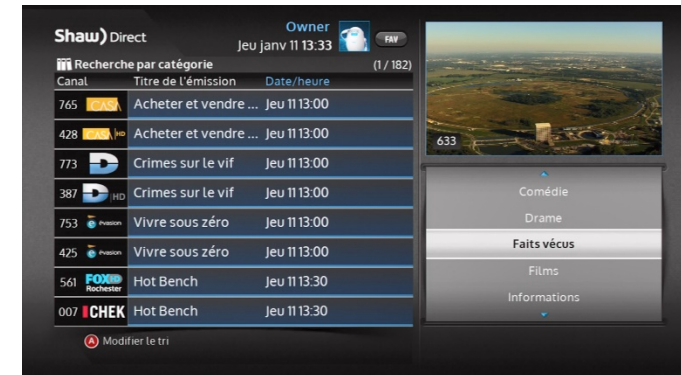 Shaw) Direct
Owner
Jeu janv 11 13:33
FAV
Recherche par catégorie (1 / 182)
Canal Titre de l'émission Date/heure
765 CASA Acheter et vendre ... Jeu 11 13:00
428 CASA HD Acheter et vendre ... Jeu 11 13:00
773 D Crimes sur le vif Jeu 11 13:00
387 D HD Crimes sur le vif Jeu 11 13:00
753 évasion Vivre sous zéro Jeu 11 13:00
425 évasion Vivre sous zéro Jeu 11 13:00
561 FOX HD Rochester Hot Bench Jeu 11 13:30
007 CHEK Hot Bench Jeu 11 13:30
A Modifier le tri
633
Comédie
Drame
Faits vécus
Films
Informations